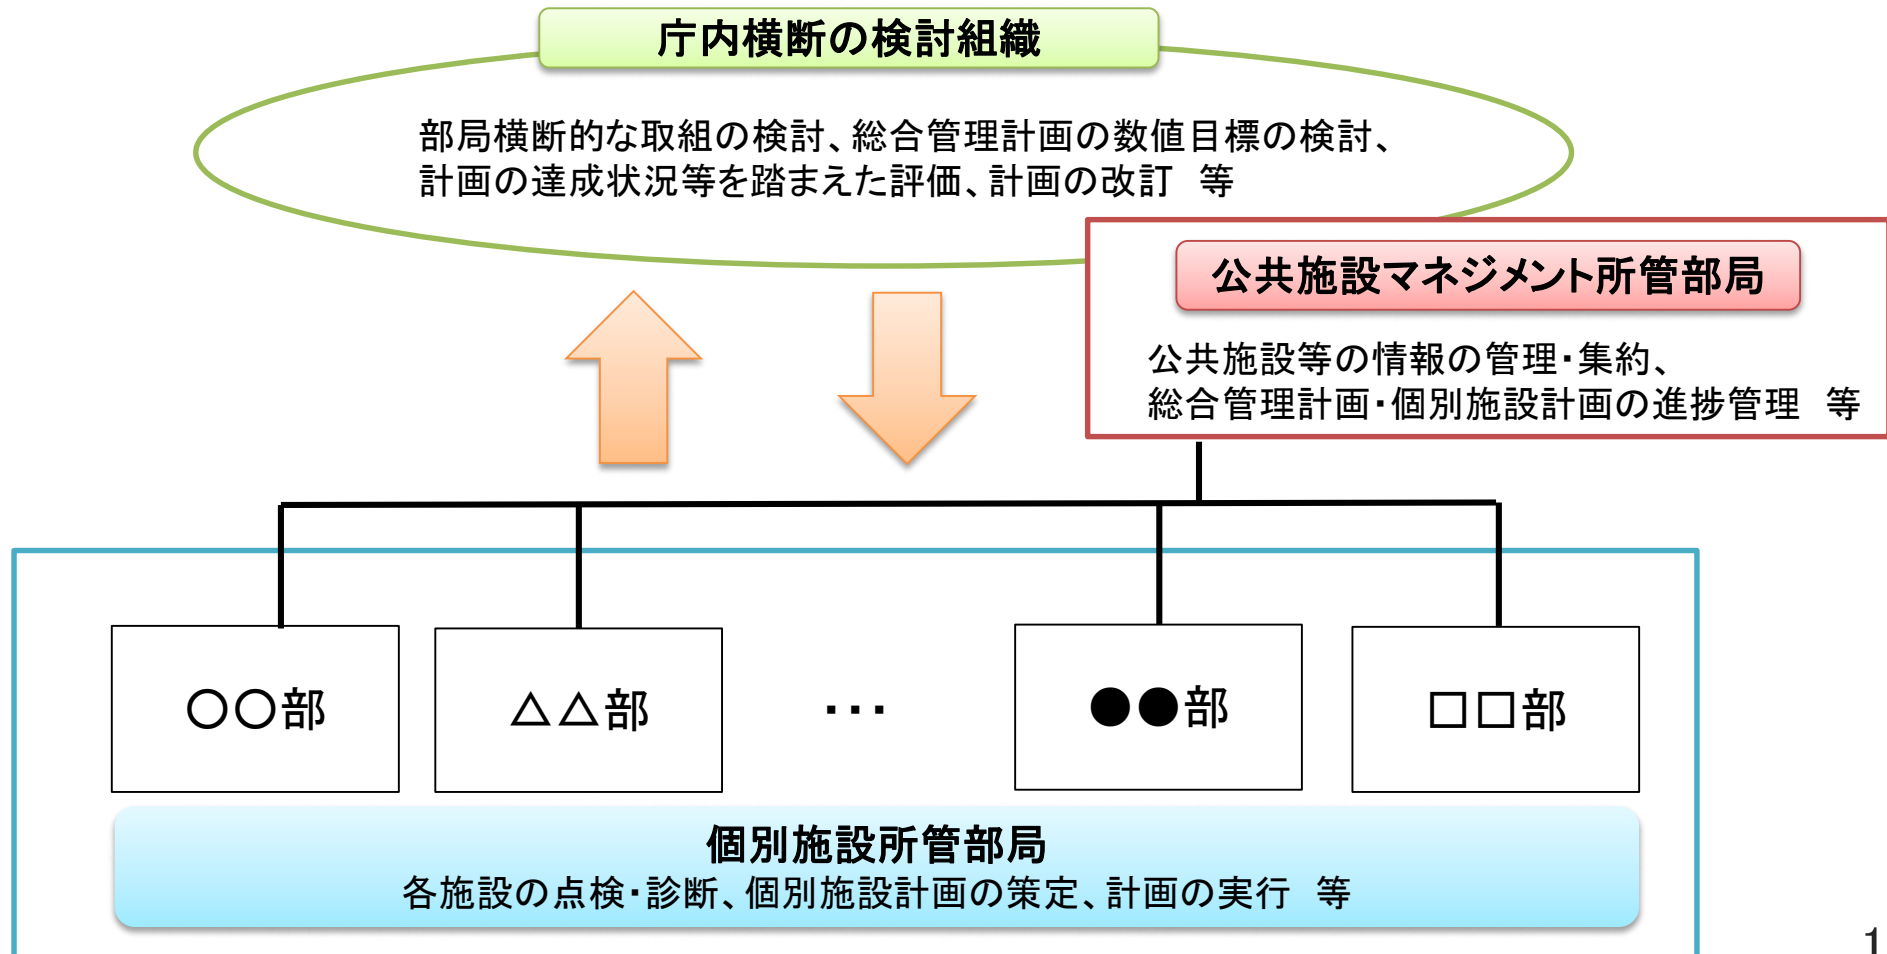 庁内横断の検討組織
部局横断的な取組の検討、総合管理計画の数値目標の検討、
計画の達成状況等を踏まえた評価、計画の改訂　等
公共施設マネジメント所管部局
公共施設等の情報の管理・集約、
総合管理計画・個別施設計画の進捗管理　等
○○部
△△部
・・・
●●部
□□部
個別施設所管部局
各施設の点検・診断、個別施設計画の策定、計画の実行　等
1